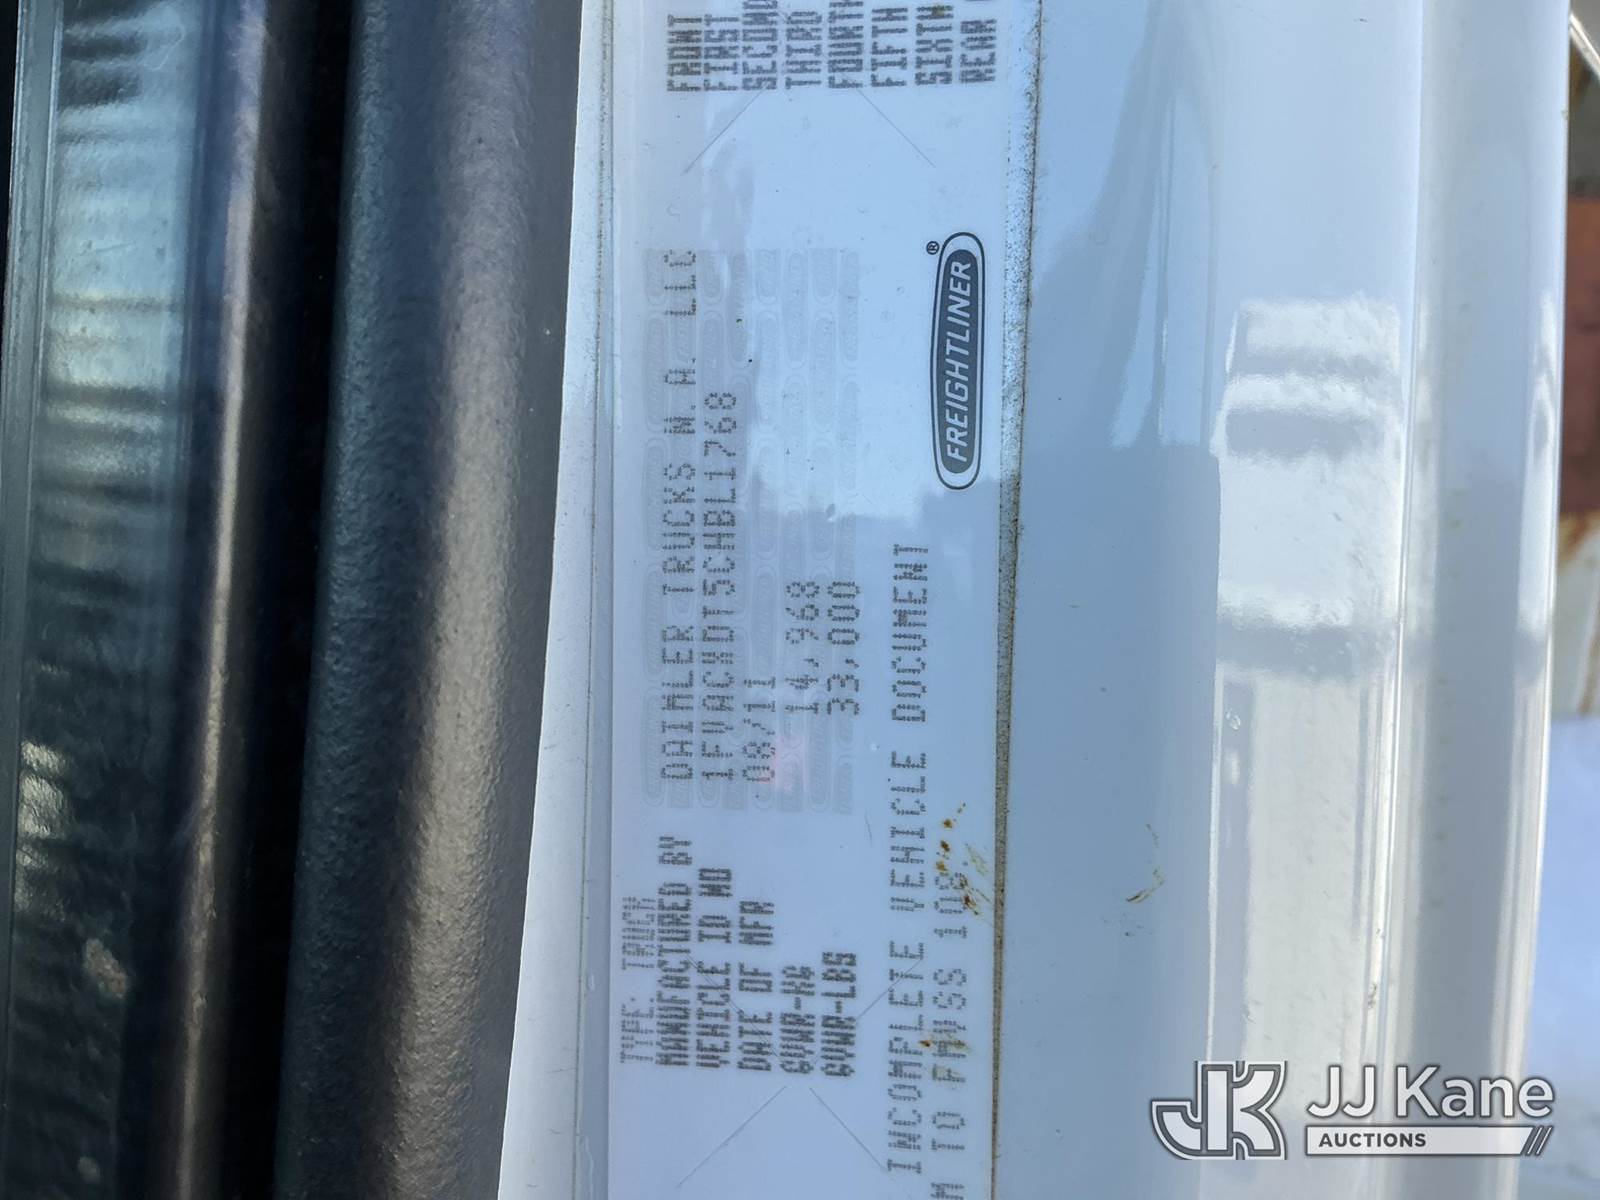 TYPE: TRUCK
MANUFACTURED BY DAIMLER TRUCKS N.A. LLC
VEHICLE ID NO 1FVACWDT5CHBL1768
DATE OF MFR 08/11
GVWR-KG 14,968
GVWR-LBS 33,000
INCOMPLETE VEHICLE DOCUMENT
TO FMVSS 108.
FREIGHTLINER®
FRONT
FIRST
SECOND
THIRD
FOURTH
FIFTH
SIXTH
REAR
JJ Kane
AUCTIONS